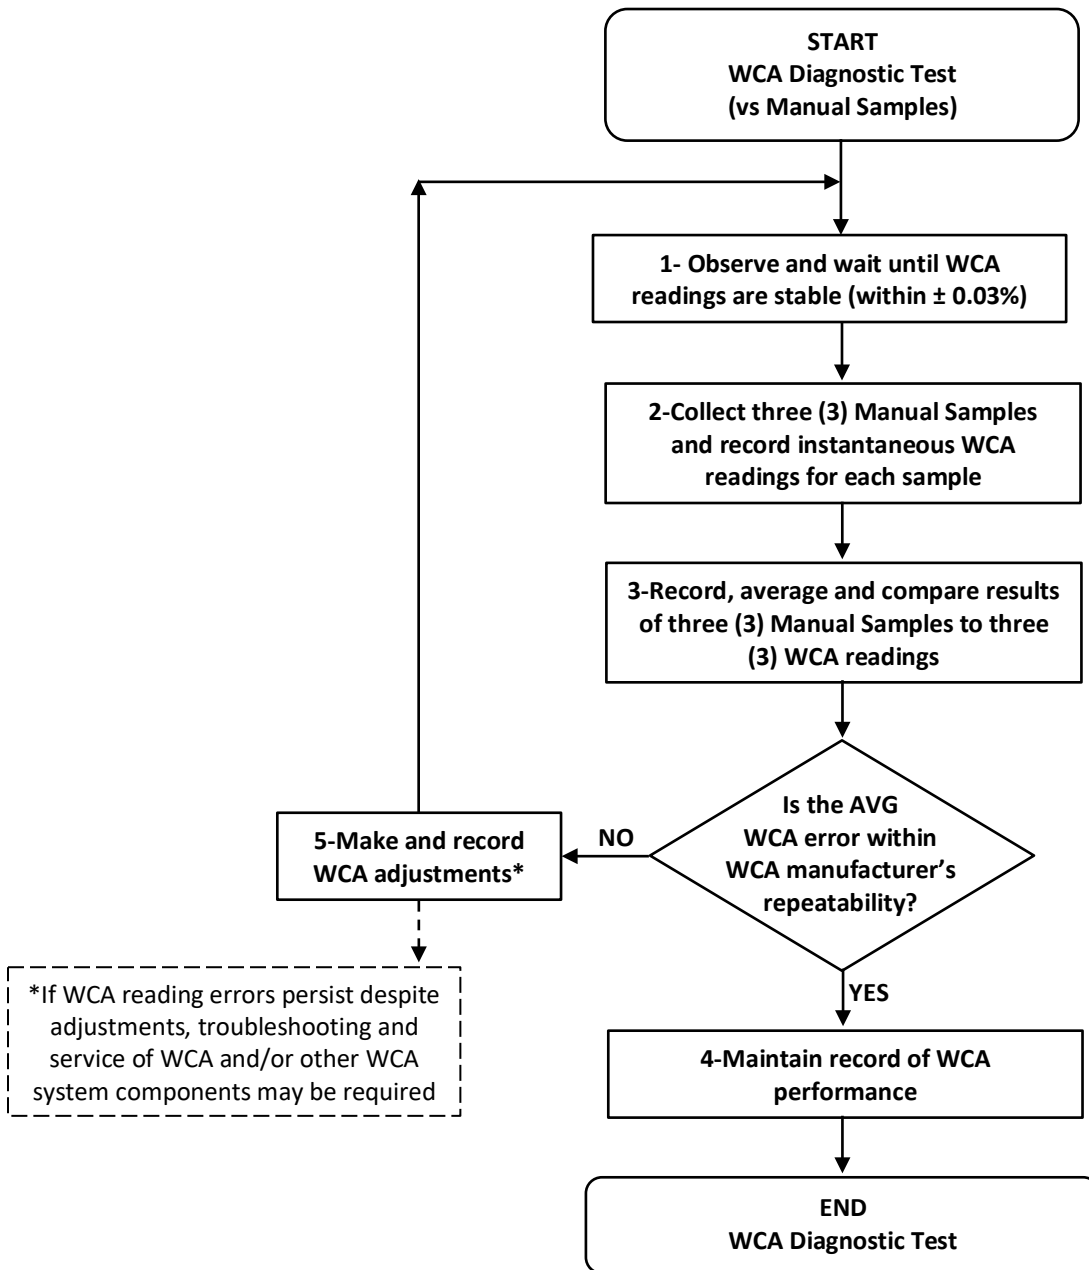 START
WCA Diagnostic Test
(vs Manual Samples)
1- Observe and wait until WCA
readings are stable (within ± 0.03%)
2-Collect three (3) Manual Samples
and record instantaneous WCA
readings for each sample
3-Record, average and compare results
of three (3) Manual Samples to three
(3) WCA readings
Is the AVG
WCA error within
WCA manufacturer’s
repeatability?
NO
5-Make and record
WCA adjustments*
*If WCA reading errors persist despite
adjustments, troubleshooting and
service of WCA and/or other WCA
system components may be required
YES
4-Maintain record of WCA
performance
END
WCA Diagnostic Test